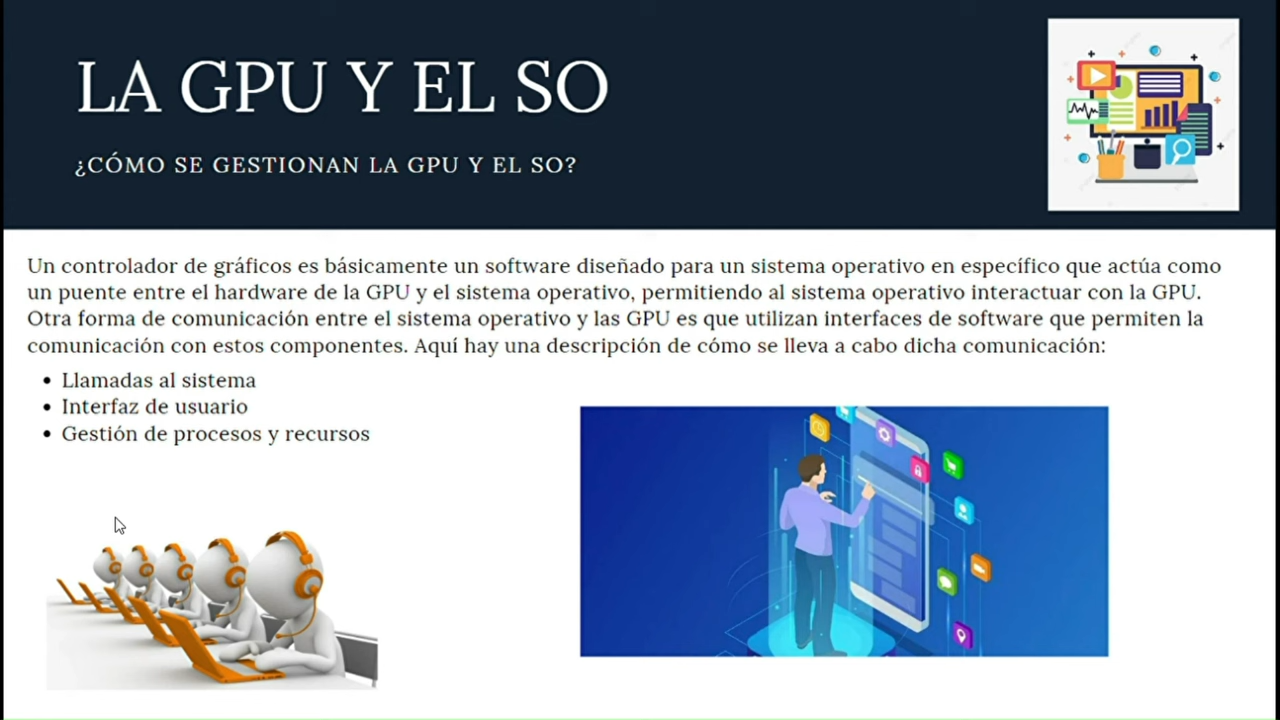 LA GPU Y EL SO
¿CÓMO SE GESTIONAN LA GPU Y EL SO?
Un controlador de gráficos es básicamente un software diseñado para un sistema operativo en específico que actúa como
un puente entre el hardware de la GPU y el sistema operativo, permitiendo al sistema operativo interactuar con la GPU.
Otra forma de comunicación entre el sistema operativo y las GPU es que utilizan interfaces de software que permiten la
comunicación con estos componentes. Aquí hay una descripción de cómo se lleva a cabo dicha comunicación:
• Llamadas al sistema
• Interfaz de usuario
• Gestión de procesos y recursos